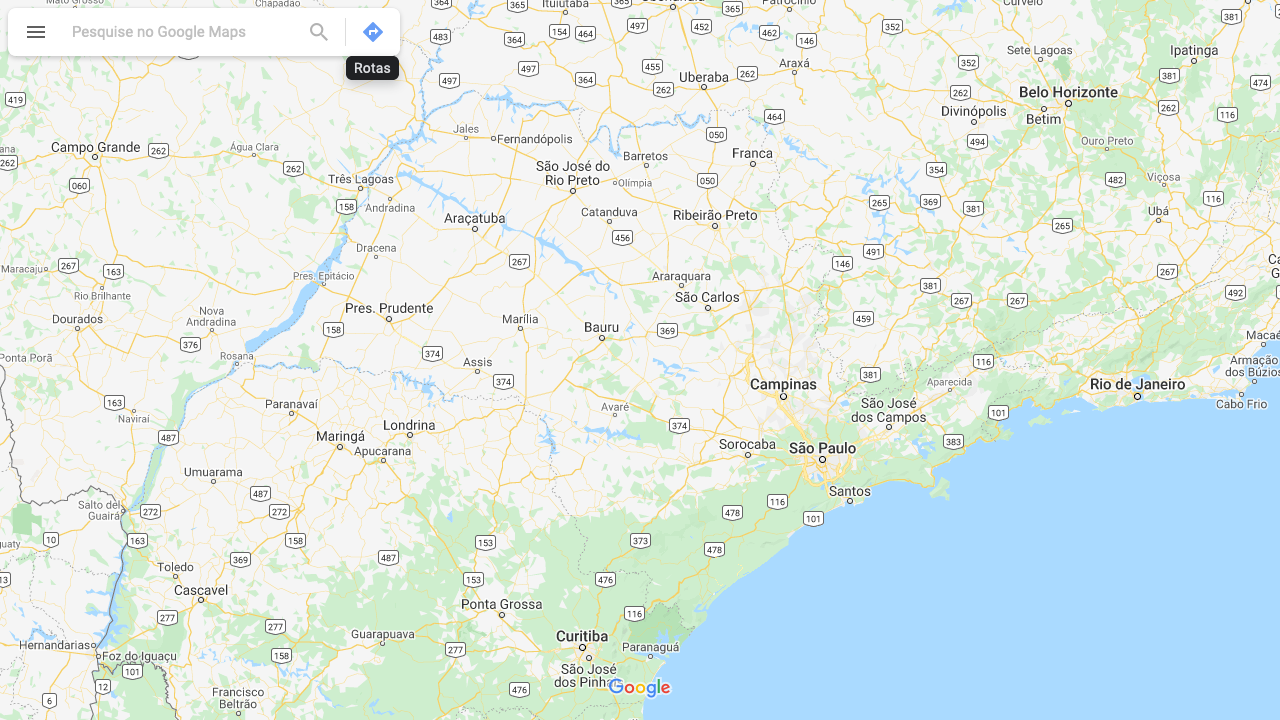 Pesquise no Google Maps
Rotas
Mato Grosso
Chapadão
Ituiutaba
Uberlândia
Patrocínio
Curvelo
364
365
483
497
462
352
381
364
154
464
452
Sete Lagoas
Ipatinga
Araxá
352
497
497
364
455
262
Uberaba
262
381
474
419
262
Belo Horizonte
Divinópolis
262
Betim
116
464
Jales
Fernandópolis
050
494
Ouro Preto
Campo Grande
262
Água Clara
262
Barretos
Franca
São José do
Rio Preto
262
354
Três Lagoas
Olímpia
050
482
Viçosa
060
158
Andradina
265
369
381
116
Catanduva
Araçatuba
Ribeirão Preto
Ubá
265
456
Dracena
491
Maracaju
267
163
267
146
267
Pres. Epitácio
Araraquara
381
492
Rio Brilhante
São Carlos
267
267
Nova
Andradina
Pres. Prudente
Dourados
Marília
Bauru
459
158
369
Macaé
376
374
Ponta Porã
Rosana
Assis
116
Armação
dos Búzios
374
Campinas
381
Aparecida
Rio de Janeiro
163
Paranavaí
Avaré
São José
dos Campos
Cabo Frio
Naviraí
101
Londrina
374
487
Maringá
Sorocaba
São Paulo
383
Apucarana
Umuarama
Santos
487
116
Salto del
Guairá
272
272
478
101
10
163
158
153
373
369
487
478
Toledo
13
153
476
Cascavel
Ponta Grossa
277
116
277
Guarapuava
Curitiba
Hernandarias
277
Paranaguá
Foz do Iguaçu
158
101
São José
dos Pinhais
12
476
Google
6
Francisco
Beltrão